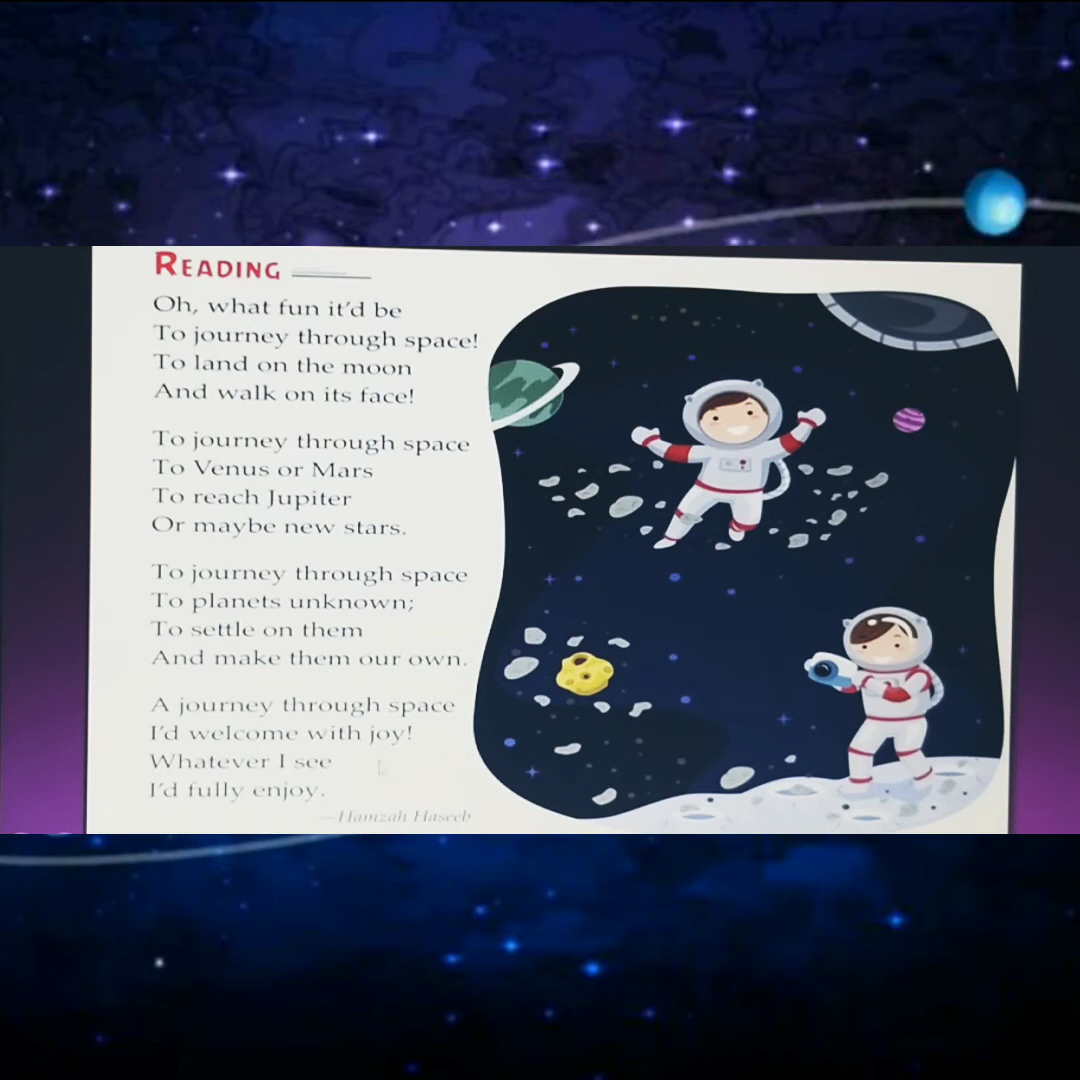 READING
Oh, what fun it'd be
To journey through space!
To land on the moon
And walk on its face!
To journey through space
To Venus or Mars
To reach Jupiter
Or maybe new stars.
To journey through space
To planets unknown;
To settle on them
And make them our own.
A journey through space
I'd welcome with joy!
Whatever I see
I'd fully enjoy.
—Hamzah Haseeb